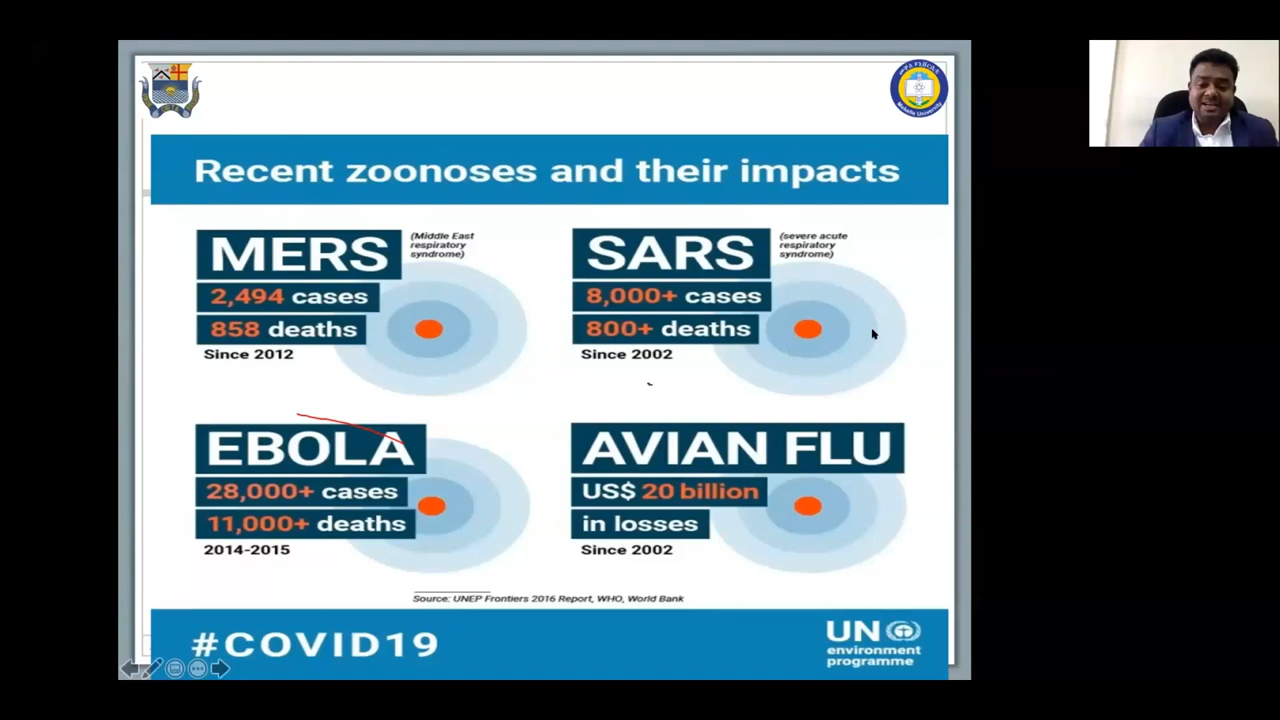 Mekelle University
Recent zoonoses and their impacts
MERS
(Middle East
respiratory
syndrome)
2,494 cases
858 deaths
Since 2012
SARS
(severe acute
respiratory
syndrome)
8,000+ cases
800+ deaths
Since 2002
EBOLA
28,000+ cases
11,000+ deaths
2014-2015
AVIAN FLU
US$ 20 billion
in losses
Since 2002
Source: UNEP Frontiers 2016 Report, WHO, World Bank
#COVID19
UN
environment
programme